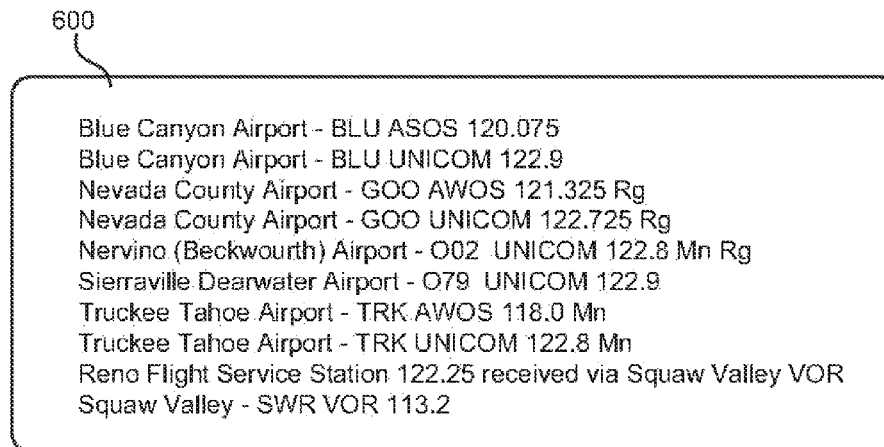 600
Blue Canyon Airport - BLU ASOS 120.075
Blue Canyon Airport - BLU UNICOM 122.9
Nevada County Airport - GOO AWOS 121.325 Rg
Nevada County Airport - GOO UNICOM 122.725 Rg
Nervino (Beckwourth) Airport - O02 UNICOM 122.8 Mn Rg
Sierraville Dearwater Airport - O79 UNICOM 122.9
Truckee Tahoe Airport - TRK AWOS 118.0 Mn
Truckee Tahoe Airport - TRK UNICOM 122.8 Mn
Reno Flight Service Station 122.25 received via Squaw Valley VOR
Squaw Valley - SWR VOR 113.2